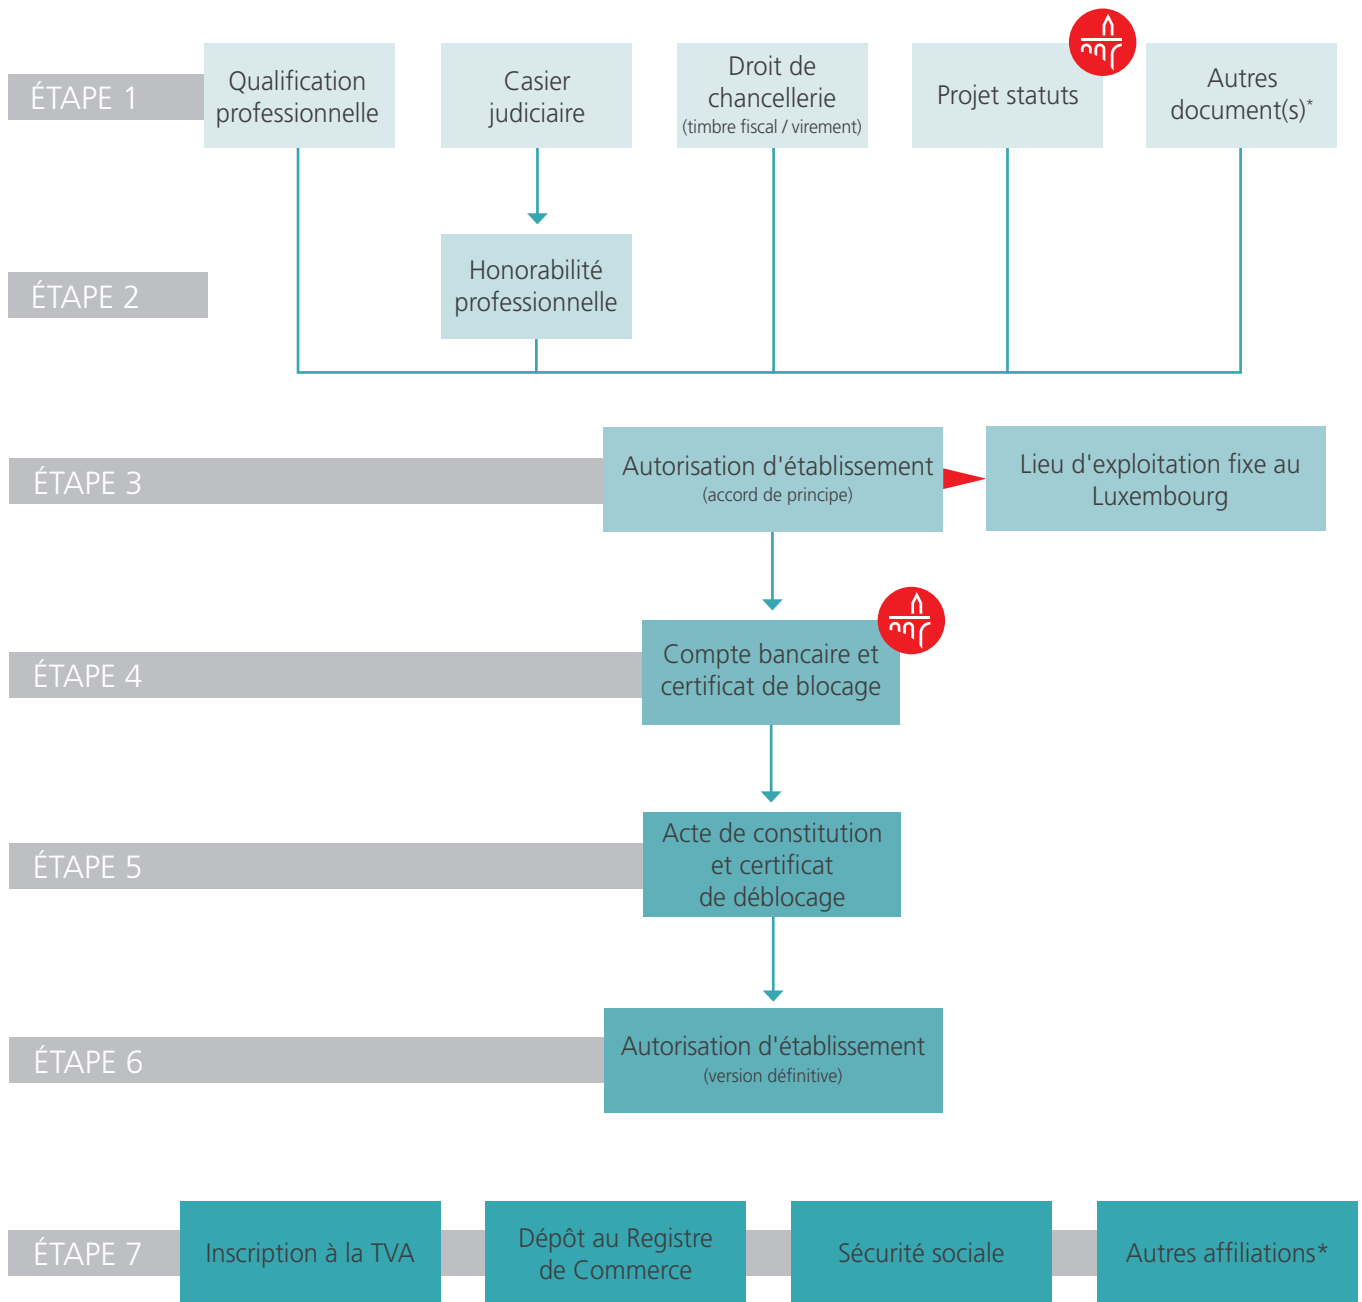 ÉTAPE 1
Qualification
professionnelle
Casier
judiciaire
Droit de
chancellerie
(timbre fiscal / virement)
Projet statuts
Autres
document(s)*
ÉTAPE 2
Honorabilité
professionnelle
ÉTAPE 3
Autorisation d'établissement
(accord de principe)
Lieu d'exploitation fixe au
Luxembourg
ÉTAPE 4
Compte bancaire et
certificat de blocage
ÉTAPE 5
Acte de constitution
et certificat
de déblocage
ÉTAPE 6
Autorisation d'établissement
(version définitive)
ÉTAPE 7
Inscription à la TVA
Dépôt au Registre
de Commerce
Sécurité sociale
Autres affiliations*